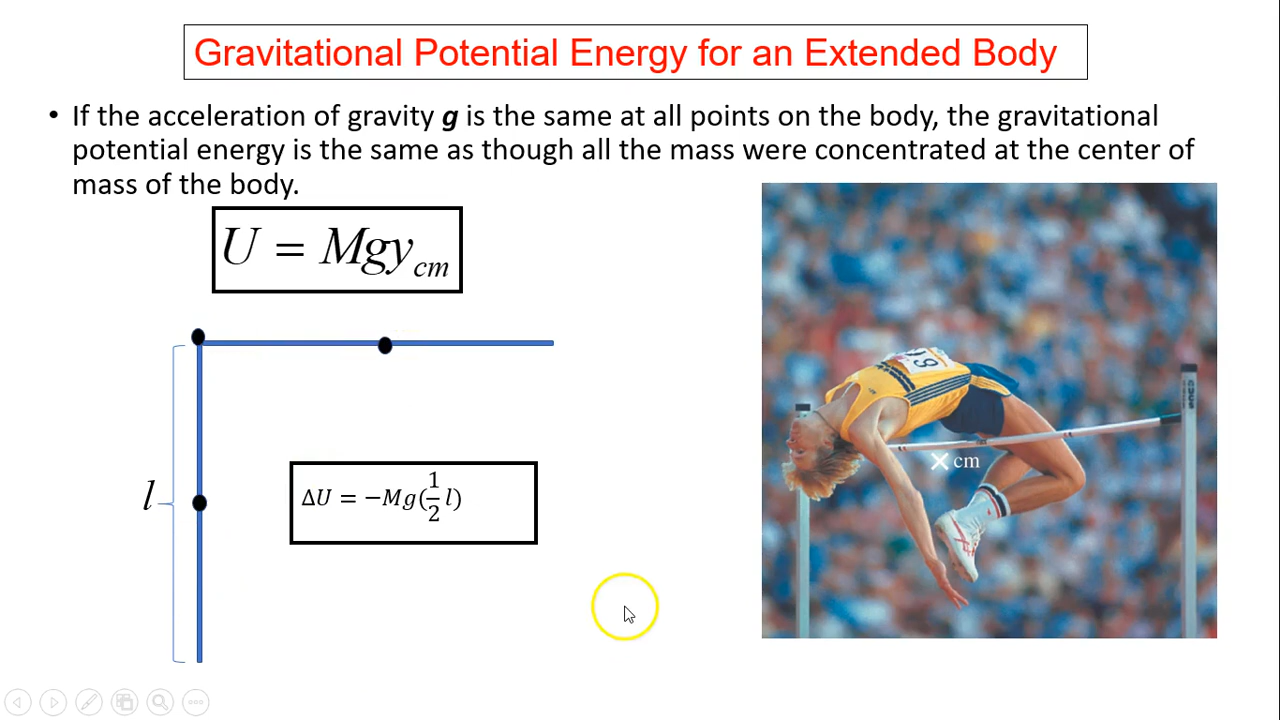 Gravitational Potential Energy for an Extended Body
• If the acceleration of gravity g is the same at all points on the body, the gravitational
potential energy is the same as though all the mass were concentrated at the center of
mass of the body.
U = Mgy_cm
l
ΔU = −Mg(1/2 l)
cm